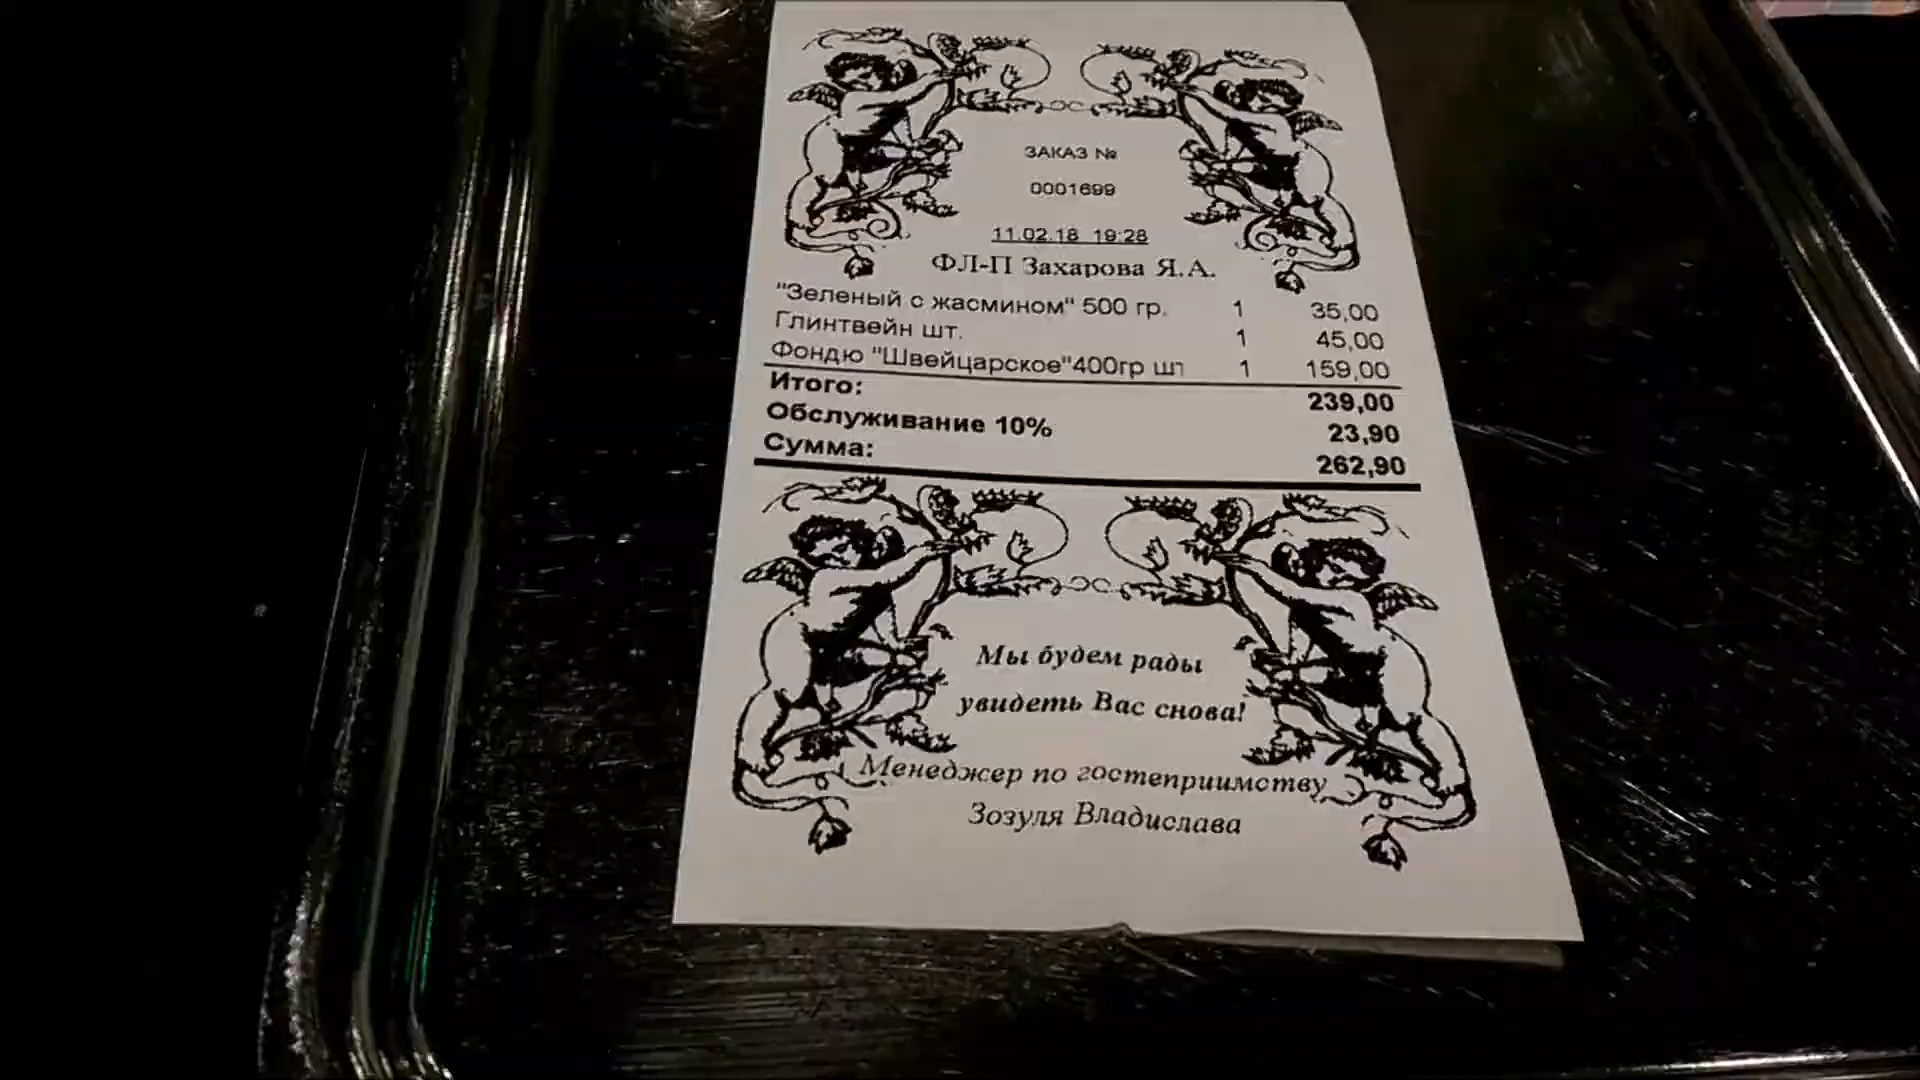 ЗАКАЗ №
0001699
11.02.18 19:28
ФЛ-П Захарова Я.А.
"Зеленый с жасмином" 500 гр. 1 35,00
Глинтвейн шт. 1 45,00
Фондю "Швейцарское"400гр шт 1 159,00
Итого: 239,00
Обслуживание 10% 23,90
Сумма: 262,90
Мы будем рады
увидеть Вас снова!
Менеджер по гостеприимству
Зозуля Владислава